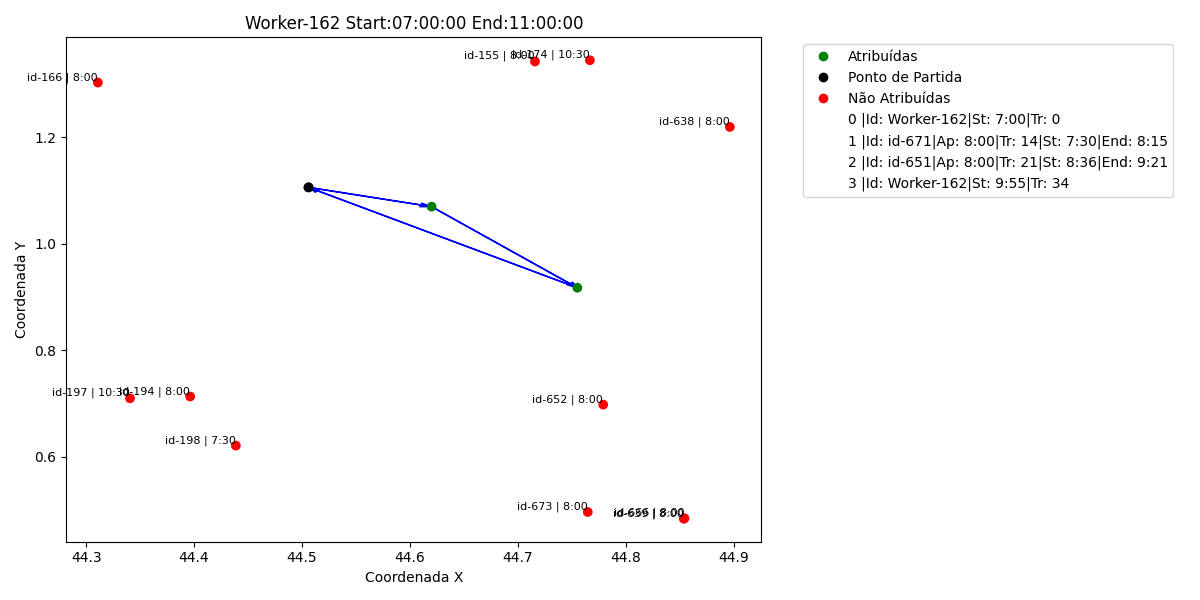 Worker-162 Start:07:00:00 End:11:00:00
id-155 | 8:00
id-174 | 10:30
id-166 | 8:00
id-638 | 8:00
id-197 | 10:30
id-194 | 8:00
id-198 | 7:30
id-652 | 8:00
id-673 | 8:00
1.2
1.0
0.8
0.6
Coordenada Y
44.3 44.4 44.5 44.6 44.7 44.8 44.9
Coordenada X
Atribuídas
Ponto de Partida
Não Atribuídas
0 |Id: Worker-162|St: 7:00|Tr: 0
1 |Id: id-671|Ap: 8:00|Tr: 14|St: 7:30|End: 8:15
2 |Id: id-651|Ap: 8:00|Tr: 21|St: 8:36|End: 9:21
3 |Id: Worker-162|St: 9:55|Tr: 34